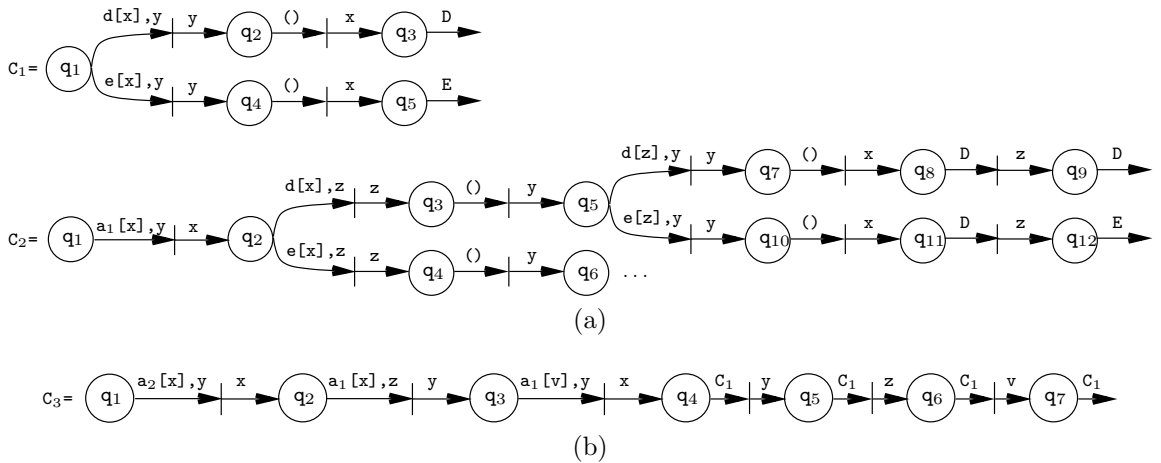 d[x],y y q₂ () x q₃ D
C₁= q₁
e[x],y y q₄ () x q₅ E
d[z],y y q₇ () x q₈ D z q₉ D
d[x],z z q₃ () y q₅
C₂= q₁ a₁[x],y x q₂
e[z],y y q₁₀ () x q₁₁ D z q₁₂ E
e[x],z z q₄ () y q₆ ...
(a)
C₃= q₁ a₂[x],y x q₂ a₁[x],z y q₃ a₁[v],y x q₄ C₁ y q₅ C₁ z q₆ C₁ v q₇ C₁
(b)